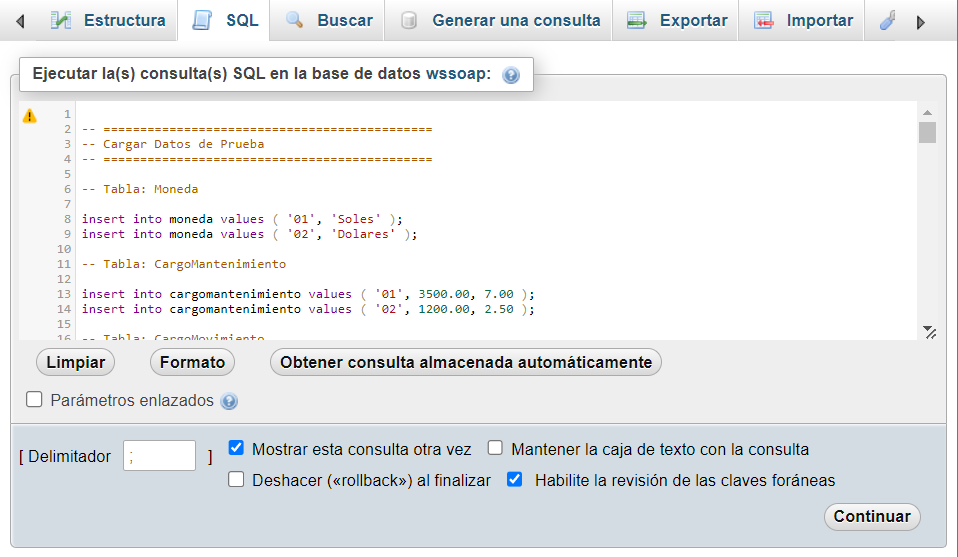 Estructura SQL Buscar Generar una consulta Exportar Importar
Ejecutar la(s) consulta(s) SQL en la base de datos wssoap:
1
2 -- =============================================
3 -- Cargar Datos de Prueba
4 -- =============================================
5
6 -- Tabla: Moneda
7
8 insert into moneda values ( '01', 'Soles' );
9 insert into moneda values ( '02', 'Dolares' );
10
11 -- Tabla: CargoMantenimiento
12
13 insert into cargomantenimiento values ( '01', 3500.00, 7.00 );
14 insert into cargomantenimiento values ( '02', 1200.00, 2.50 );
15
16 -- Tabla: CargoMovimiento
Limpiar Formato Obtener consulta almacenada automáticamente
Parámetros enlazados
[ Delimitador ; ] Mostrar esta consulta otra vez Mantener la caja de texto con la consulta
Deshacer («rollback») al finalizar Habilite la revisión de las claves foráneas
Continuar